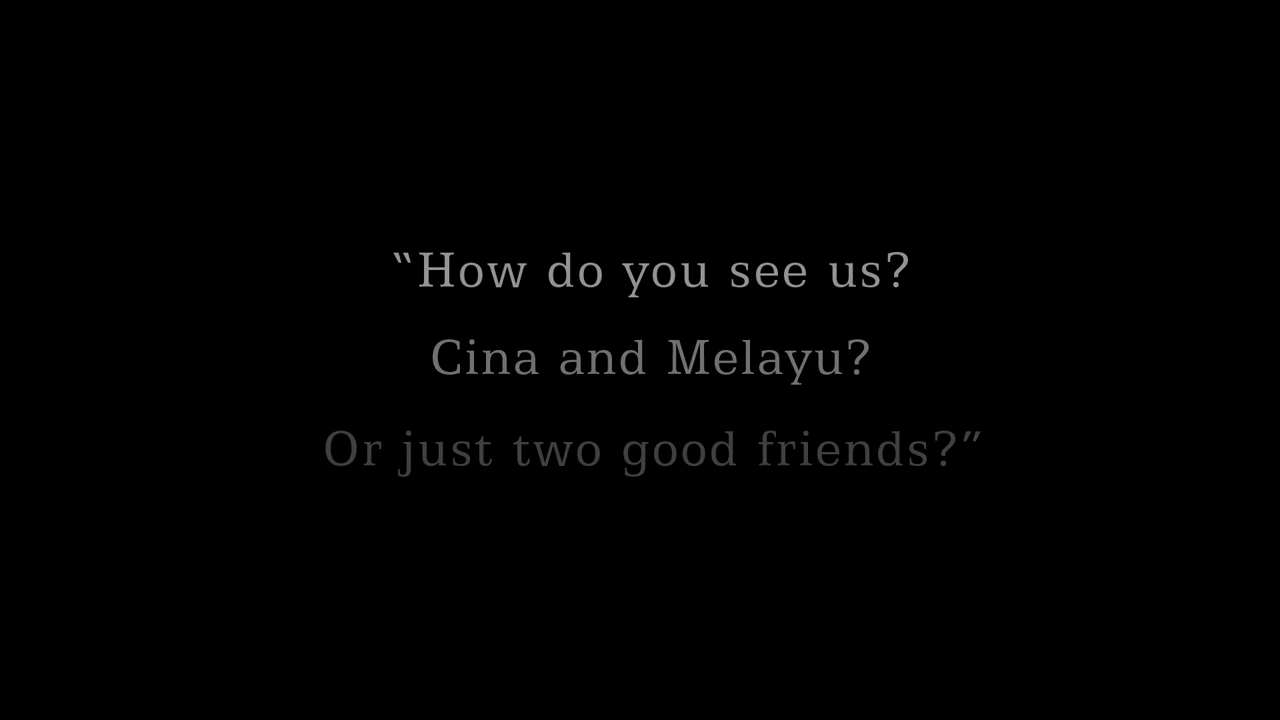 ‟How do you see us?
Cina and Melayu?
Or just two good friends?”